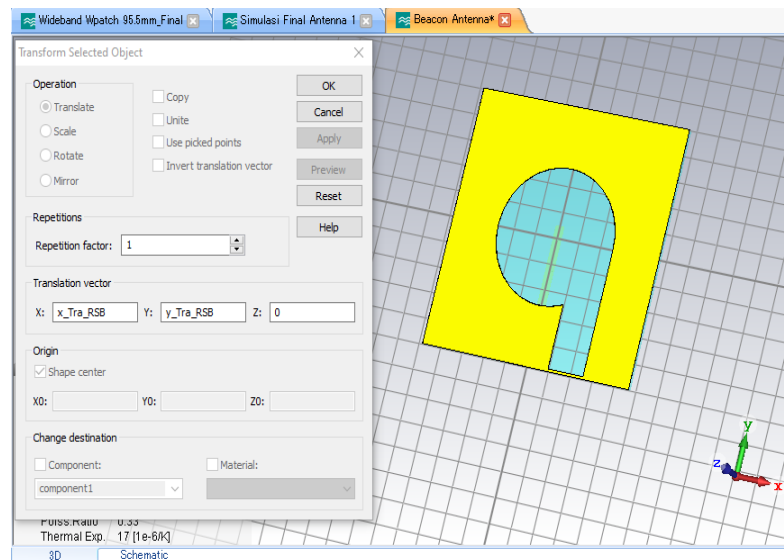 Wideband Wpatch 95.5mm_Final
Simulasi Final Antenna 1
Beacon Antenna*
Transform Selected Object
Operation
Translate
Scale
Rotate
Mirror
Copy
Unite
Use picked points
Invert translation vector
OK
Cancel
Apply
Preview
Reset
Help
Repetitions
Repetition factor: 1
Translation vector
X: x_Tra_RSB Y: y_Tra_RSB Z: 0
Origin
Shape center
X0: Y0: Z0:
Change destination
Component: Material:
component1
Poiss.Ratio 0.33
Thermal Exp. 17 [1e-6/K]
3D Schematic
y
z
x